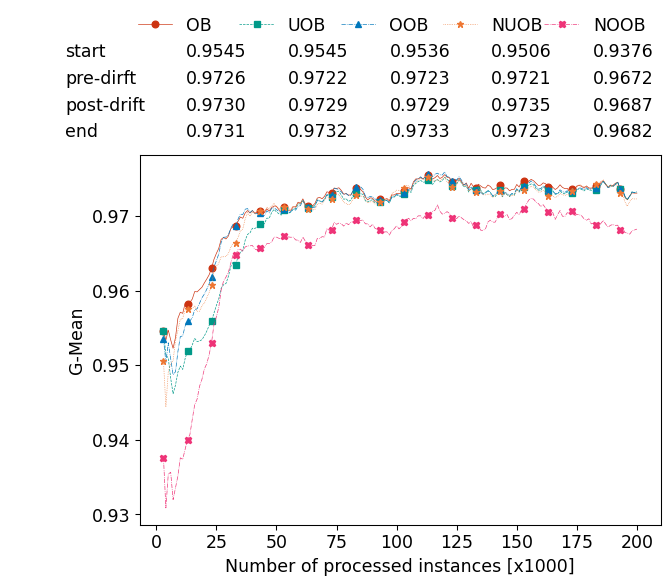 OB UOB OOB NUOB NOOB
start 0.9545 0.9545 0.9536 0.9506 0.9376
pre-dirft 0.9726 0.9722 0.9723 0.9721 0.9672
post-drift 0.9730 0.9729 0.9729 0.9735 0.9687
end 0.9731 0.9732 0.9733 0.9723 0.9682
0.97
0.96
0.95
0.94
0.93
G-Mean
0 25 50 75 100 125 150 175 200
Number of processed instances [x1000]